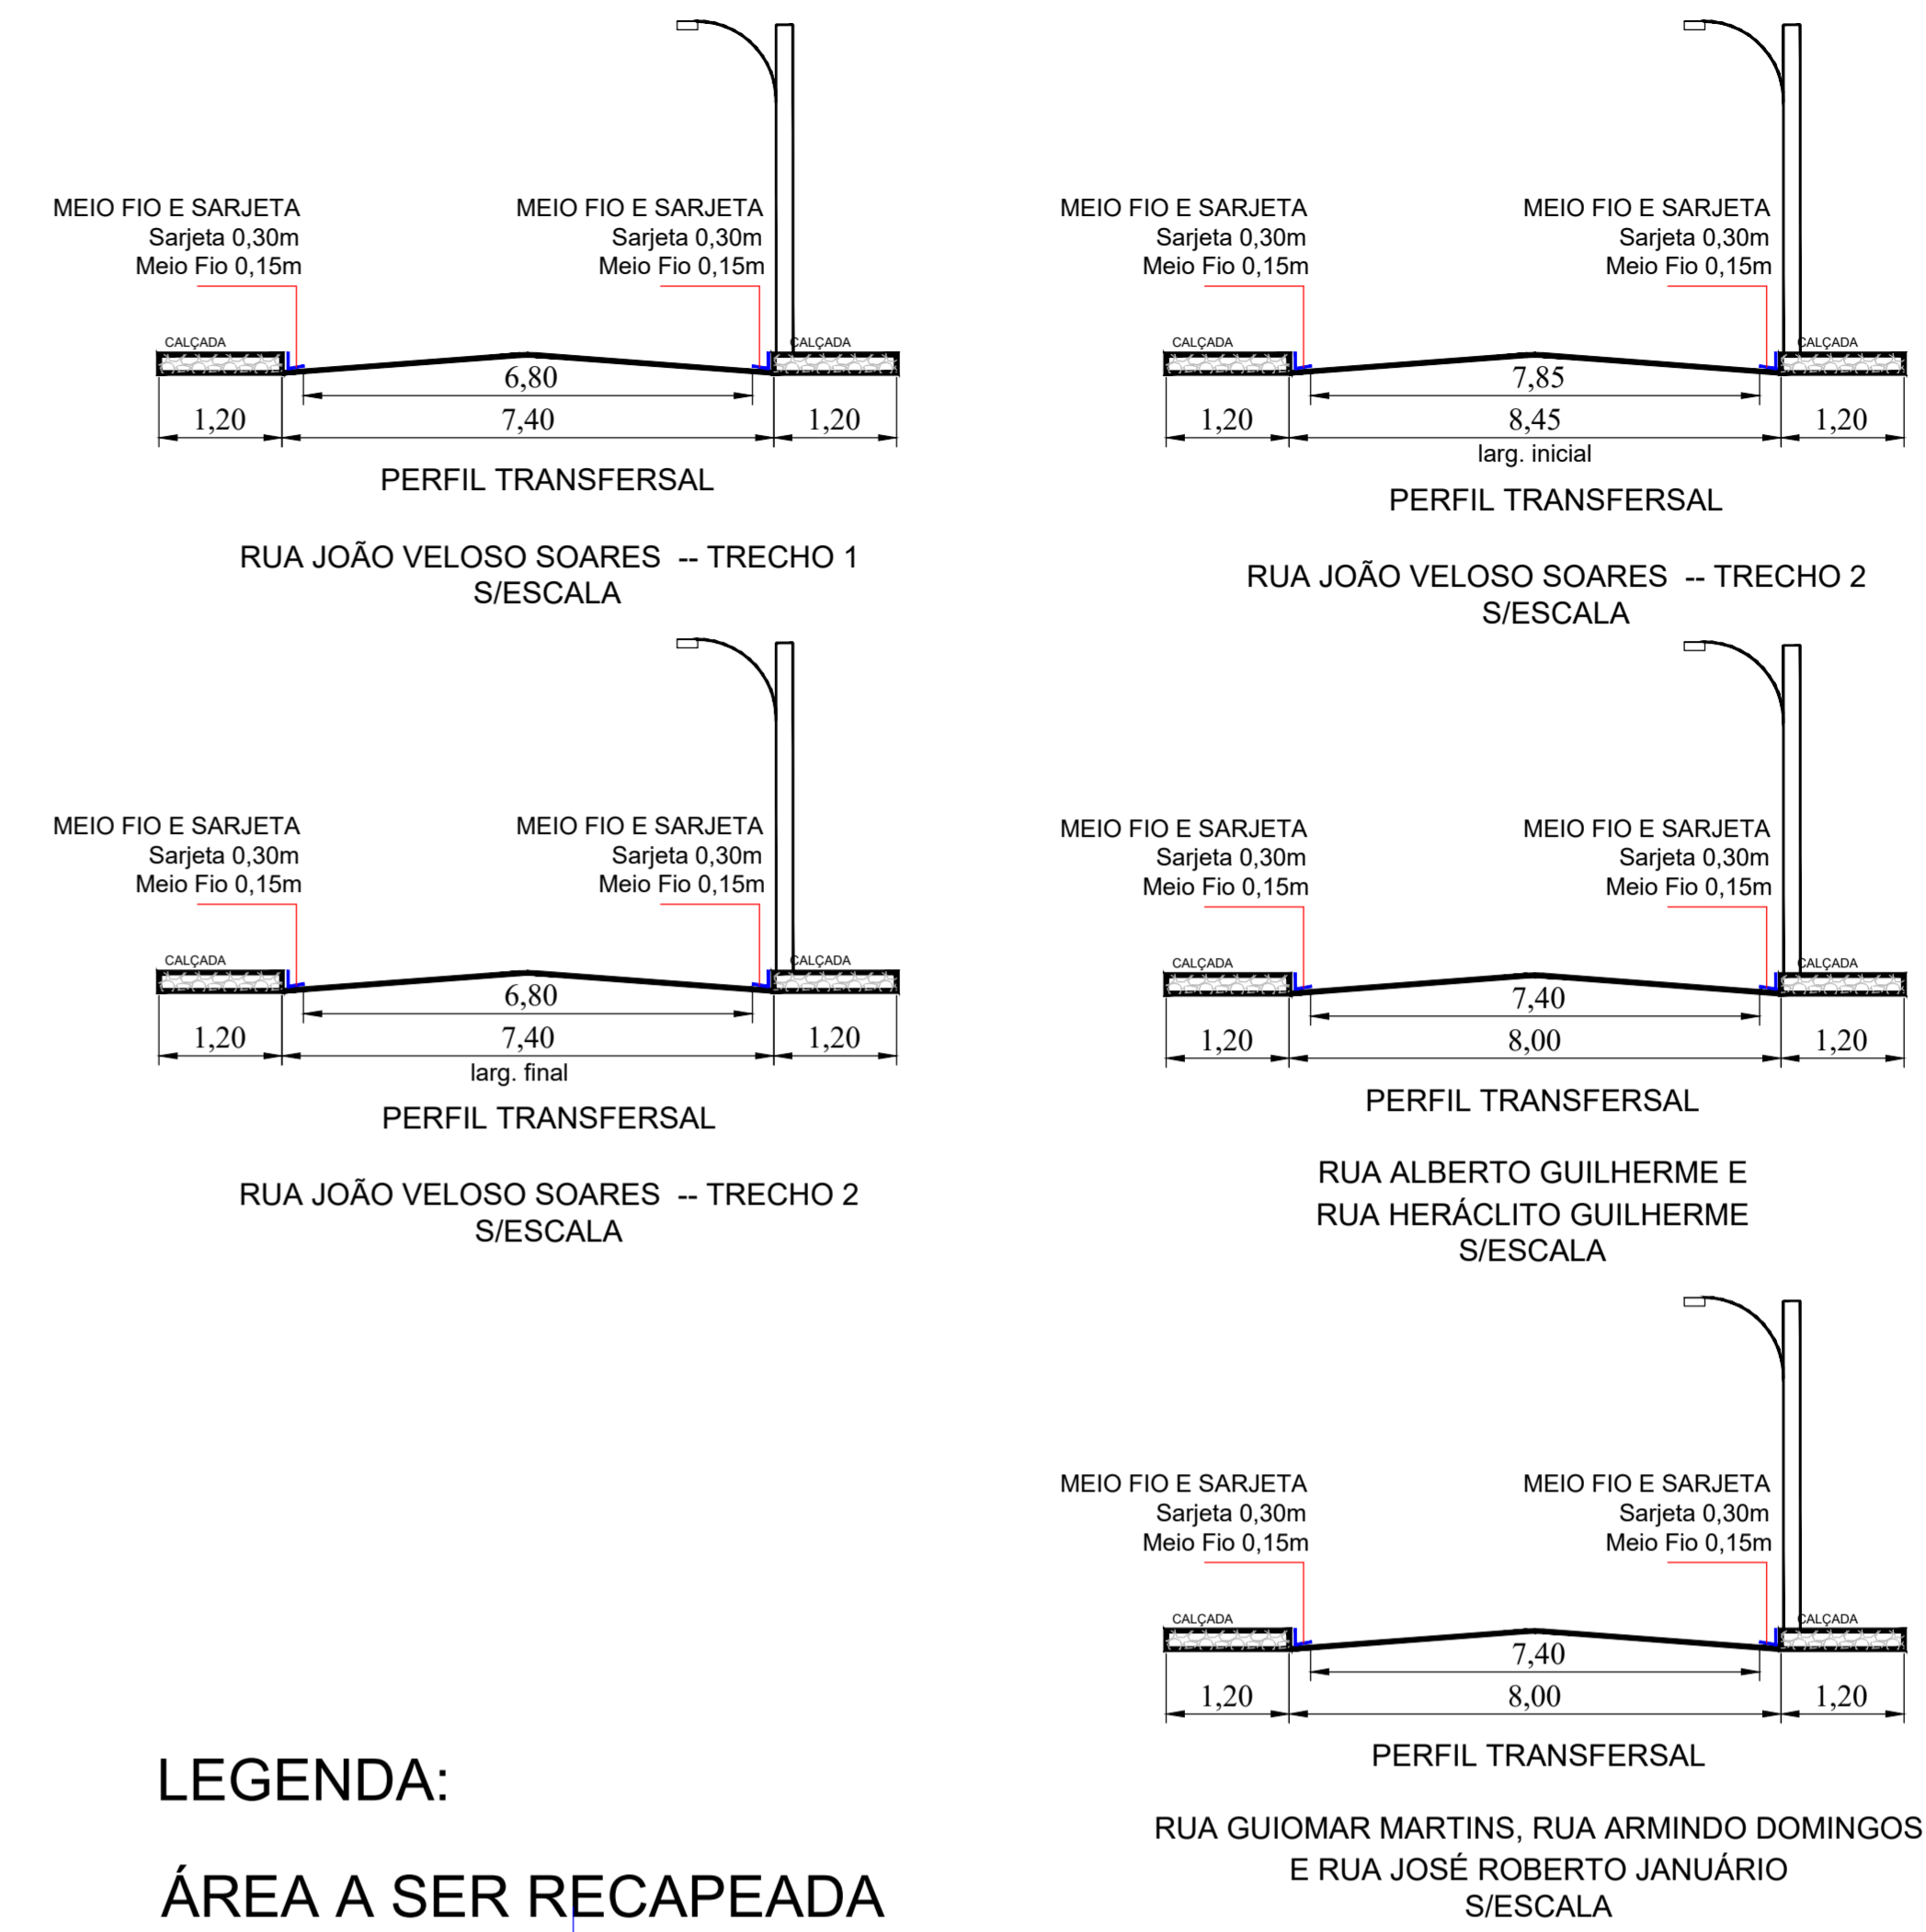 MEIO FIO E SARJETA
Sarjeta 0,30m
Meio Fio 0,15m
MEIO FIO E SARJETA
Sarjeta 0,30m
Meio Fio 0,15m
CALÇADA
CALÇADA
6,80
1,20
7,40
1,20
PERFIL TRANSFERSAL
RUA JOÃO VELOSO SOARES -- TRECHO 1
S/ESCALA
MEIO FIO E SARJETA
Sarjeta 0,30m
Meio Fio 0,15m
MEIO FIO E SARJETA
Sarjeta 0,30m
Meio Fio 0,15m
CALÇADA
CALÇADA
7,85
1,20
8,45
1,20
larg. inicial
PERFIL TRANSFERSAL
RUA JOÃO VELOSO SOARES -- TRECHO 2
S/ESCALA
MEIO FIO E SARJETA
Sarjeta 0,30m
Meio Fio 0,15m
MEIO FIO E SARJETA
Sarjeta 0,30m
Meio Fio 0,15m
CALÇADA
CALÇADA
6,80
1,20
7,40
1,20
larg. final
PERFIL TRANSFERSAL
RUA JOÃO VELOSO SOARES -- TRECHO 2
S/ESCALA
MEIO FIO E SARJETA
Sarjeta 0,30m
Meio Fio 0,15m
MEIO FIO E SARJETA
Sarjeta 0,30m
Meio Fio 0,15m
CALÇADA
CALÇADA
7,40
1,20
8,00
1,20
PERFIL TRANSFERSAL
RUA ALBERTO GUILHERME E
RUA HERÁCLITO GUILHERME
S/ESCALA
MEIO FIO E SARJETA
Sarjeta 0,30m
Meio Fio 0,15m
MEIO FIO E SARJETA
Sarjeta 0,30m
Meio Fio 0,15m
CALÇADA
CALÇADA
7,40
1,20
8,00
1,20
PERFIL TRANSFERSAL
RUA GUIOMAR MARTINS, RUA ARMINDO DOMINGOS
E RUA JOSÉ ROBERTO JANUÁRIO
S/ESCALA
LEGENDA:
ÁREA A SER RECAPEADA